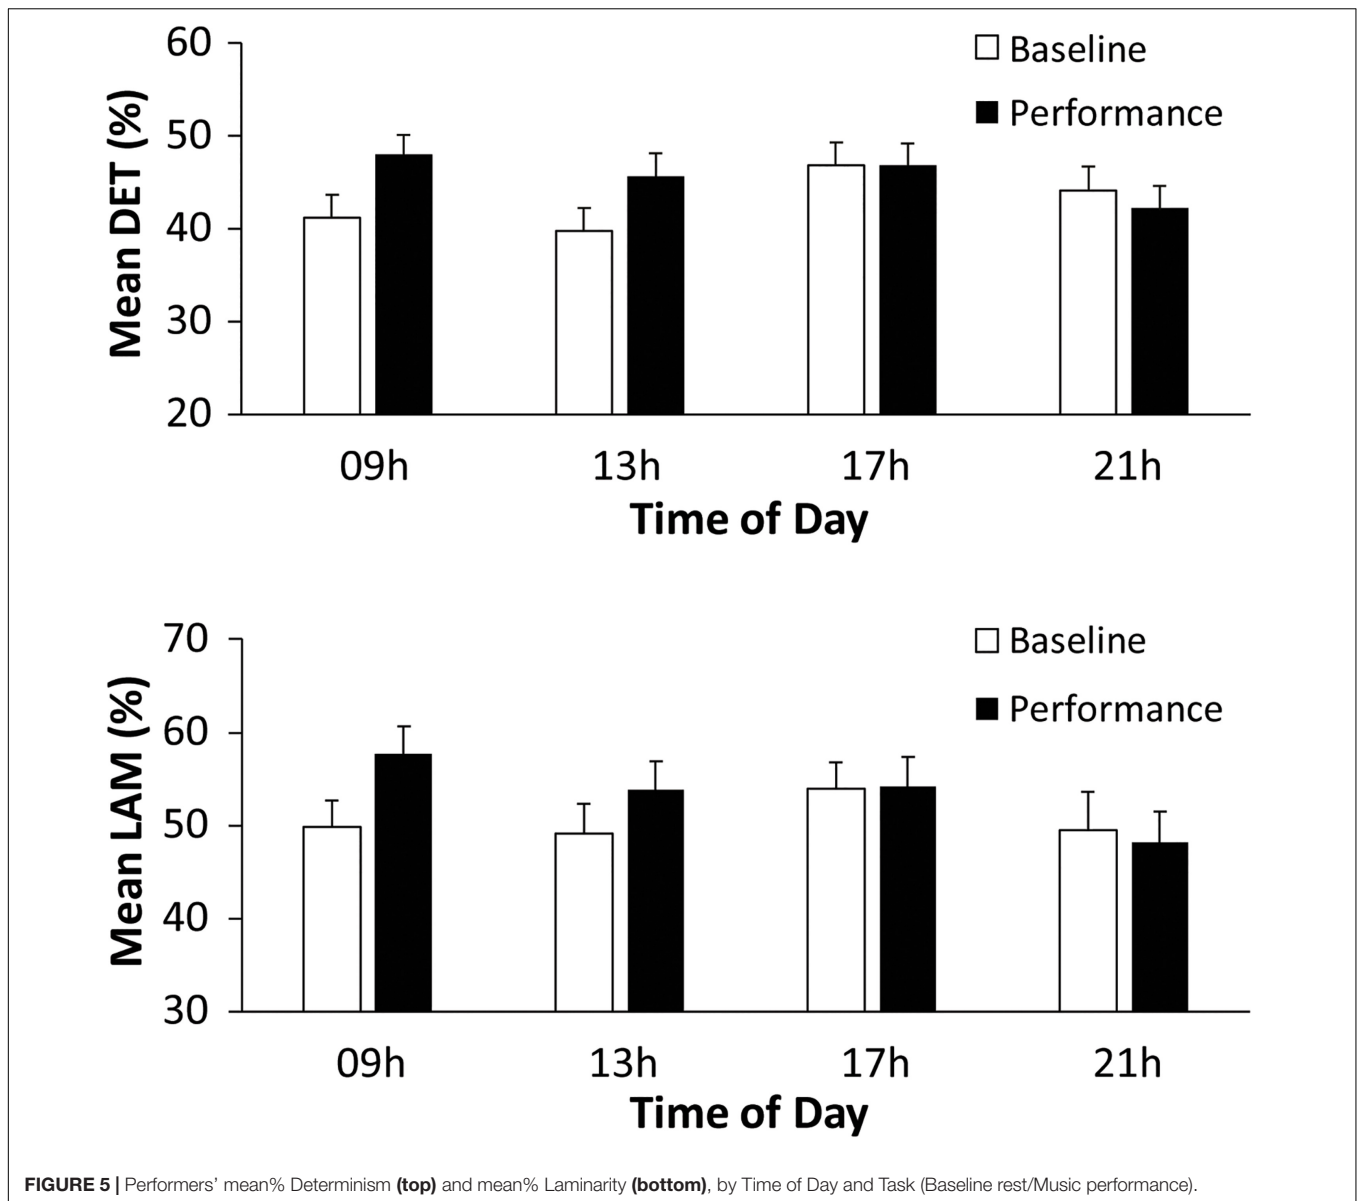 60
50
40
30
20
Mean DET (%)
Baseline
Performance
09h 13h 17h 21h
Time of Day
70
60
50
40
30
Mean LAM (%)
Baseline
Performance
09h 13h 17h 21h
Time of Day
FIGURE 5 | Performers’ mean% Determinism (top) and mean% Laminarity (bottom), by Time of Day and Task (Baseline rest/Music performance).